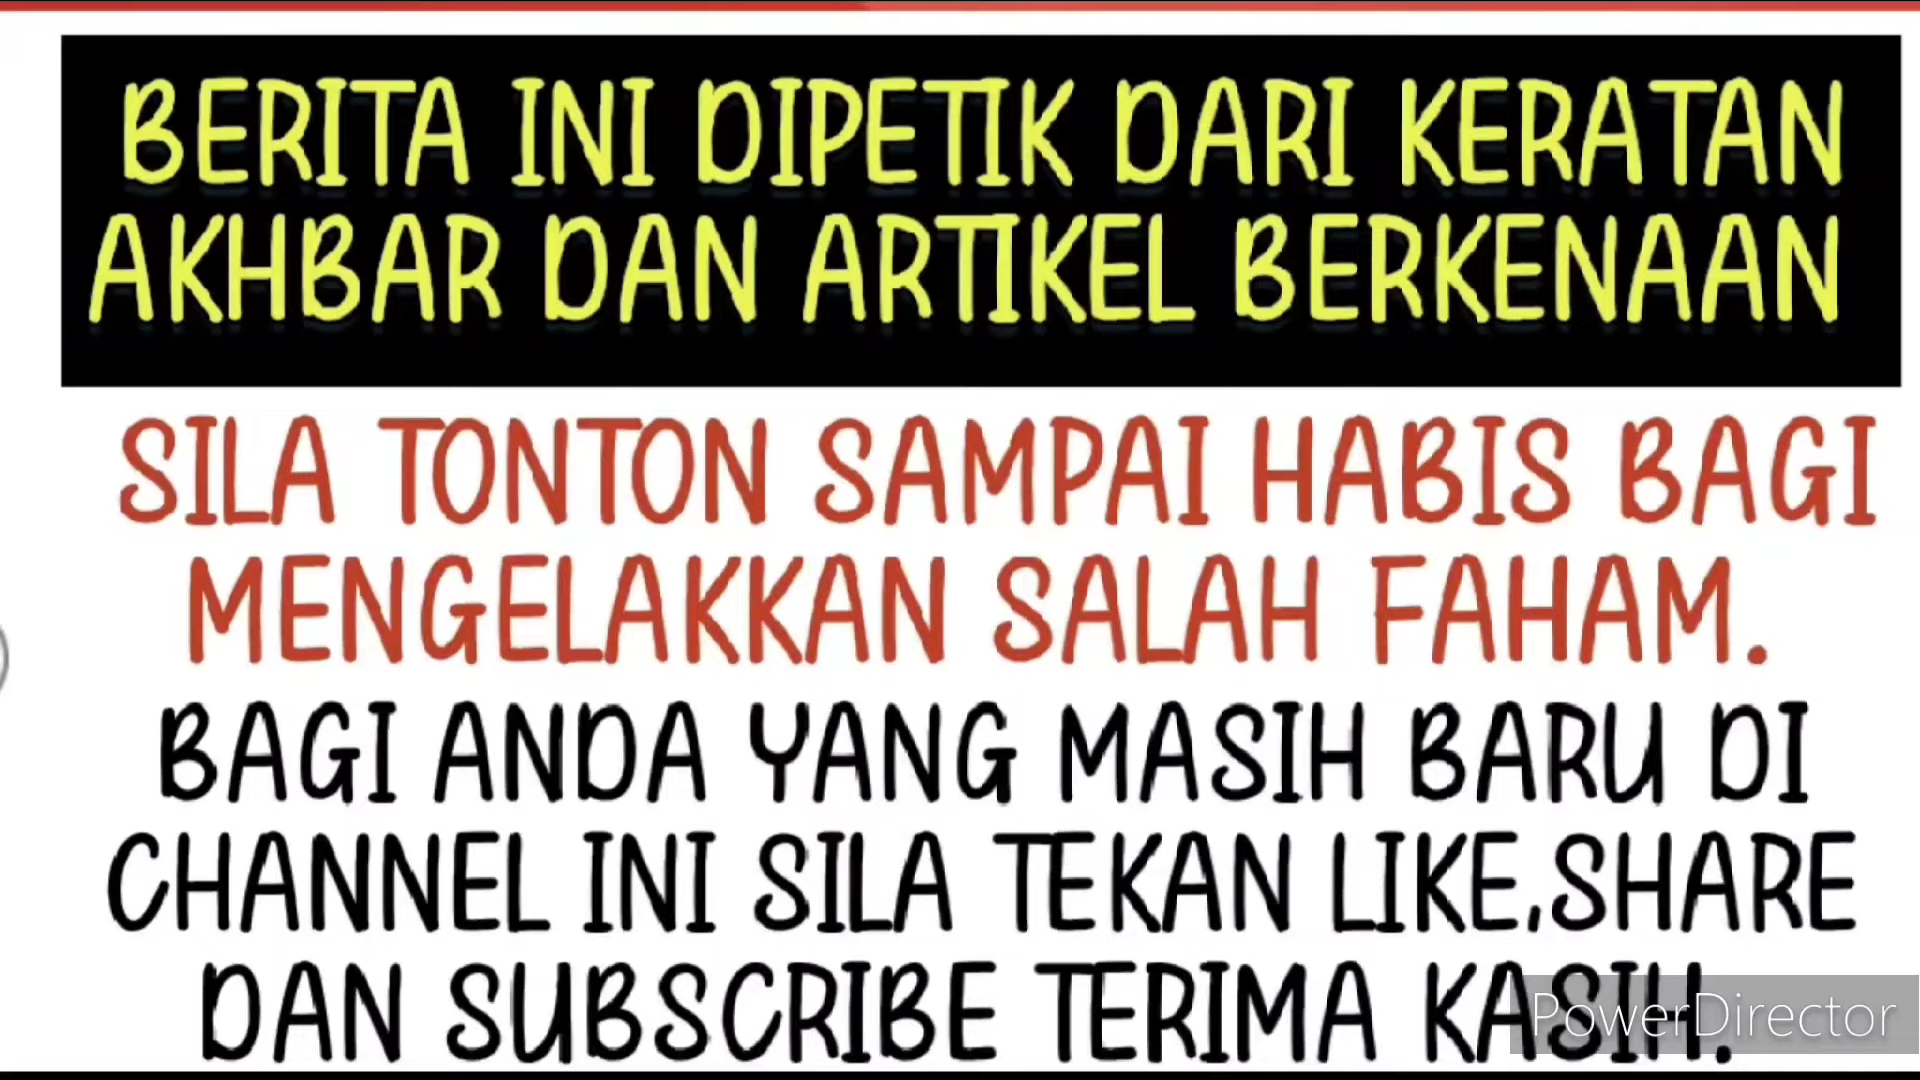 BERITA INI DIPETIK DARI KERATAN
AKHBAR DAN ARTIKEL BERKENAAN
SILA TONTON SAMPAI HABIS BAGI
MENGELAKKAN SALAH FAHAM.
BAGI ANDA YANG MASIH BARU DI
CHANNEL INI SILA TEKAN LIKE,SHARE
DAN SUBSCRIBE TERIMA KASIH.
PowerDirector